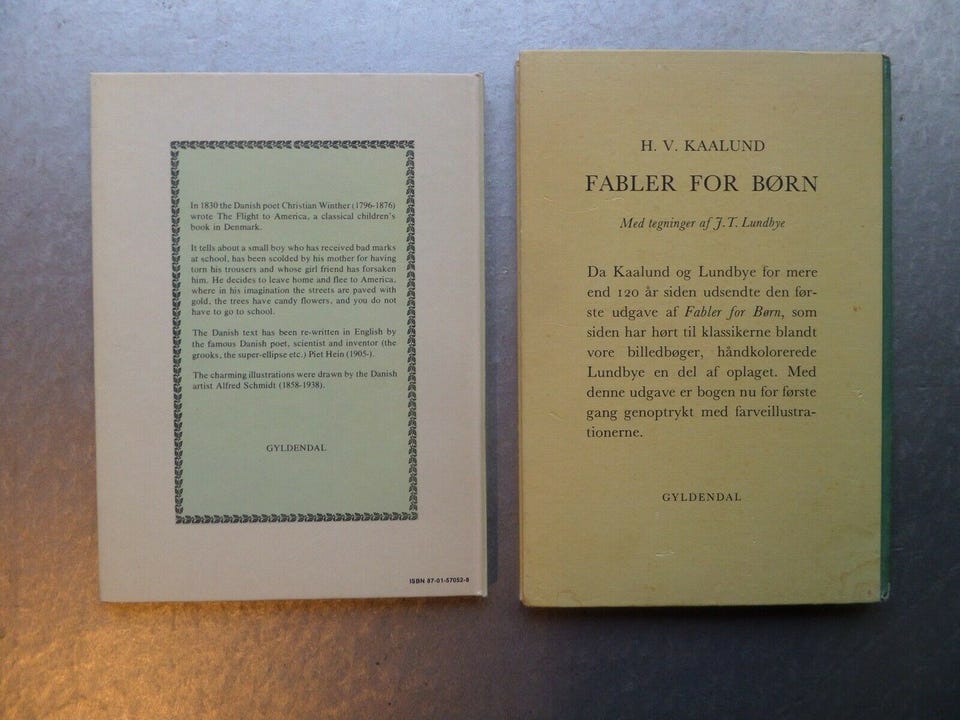 In 1830 the Danish poet Christian Winther (1796-1876)
wrote The Flight to America, a classical children's
book in Denmark.
It tells about a small boy who has received bad marks
at school, has been scolded by his mother for having
torn his trousers and whose girl friend has forsaken
him. He decides to leave home and flee to America,
where in his imagination the streets are paved with
gold, the trees have candy flowers, and you do not
have to go to school.
The Danish text has been re-written in English by
the famous Danish poet, scientist and inventor (the
grooks, the super-ellipse etc.) Piet Hein (1905-).
The charming illustrations were drawn by the Danish
artist Alfred Schmidt (1858-1938).
GYLDENDAL
ISBN 87-01-57052-8
H. V. KAALUND
FABLER FOR BØRN
Med tegninger af J. T. Lundbye
Da Kaalund og Lundbye for mere
end 120 år siden udsendte den før-
ste udgave af Fabler for Børn, som
siden har hørt til klassikerne blandt
vore billedbøger, håndkolorerede
Lundbye en del af oplaget. Med
denne udgave er bogen nu for første
gang genoptrykt med farveillustra-
tionerne.
GYLDENDAL